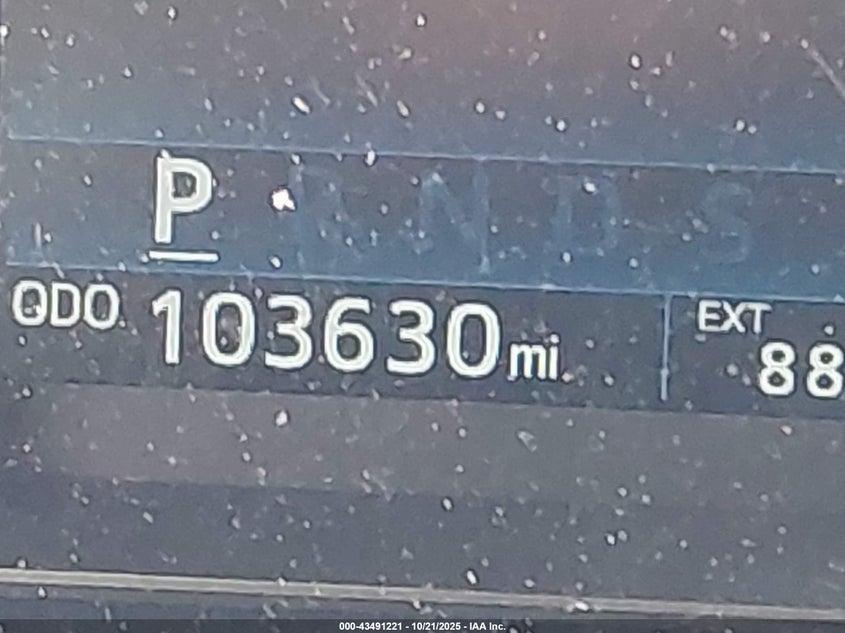 P R N D S
ODO 103630 mi EXT
88
000-43491221 - 10/21/2025 - IAA Inc.